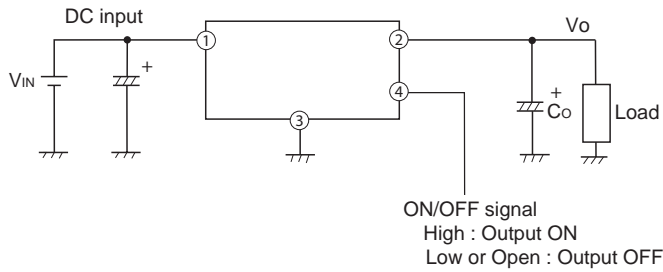 DC input
Vo
1
2
VIN
+
4
+
Co
Load
3
ON/OFF signal
High : Output ON
Low or Open : Output OFF